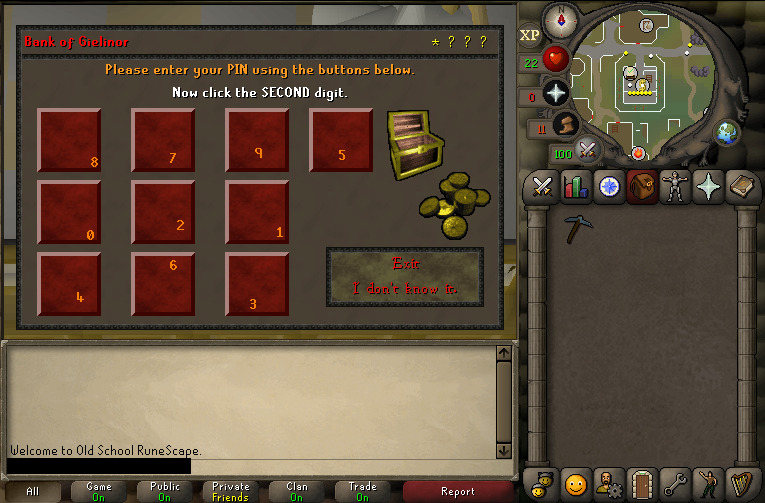 Bank of Gielinor
* ? ? ?
Please enter your PIN using the buttons below.
Now click the SECOND digit.
8
7
9
5
0
2
1
4
6
3
Exit
I don't know it.
XP
N
22
0
11
100
Welcome to Old School RuneScape.
All
Game
On
Public
On
Private
Friends
Clan
On
Trade
On
Report